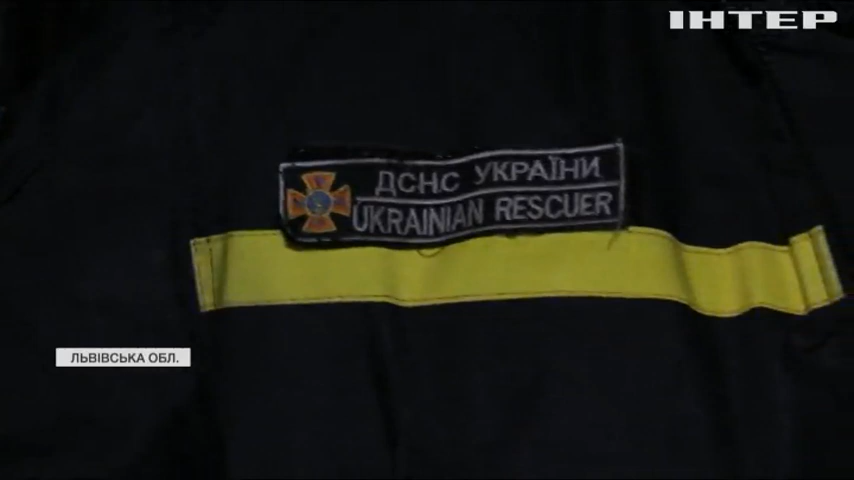 ІНТЕР
ДСНС УКРАЇНИ
UKRAINIAN RESCUER
ЛЬВІВСЬКА ОБЛ.